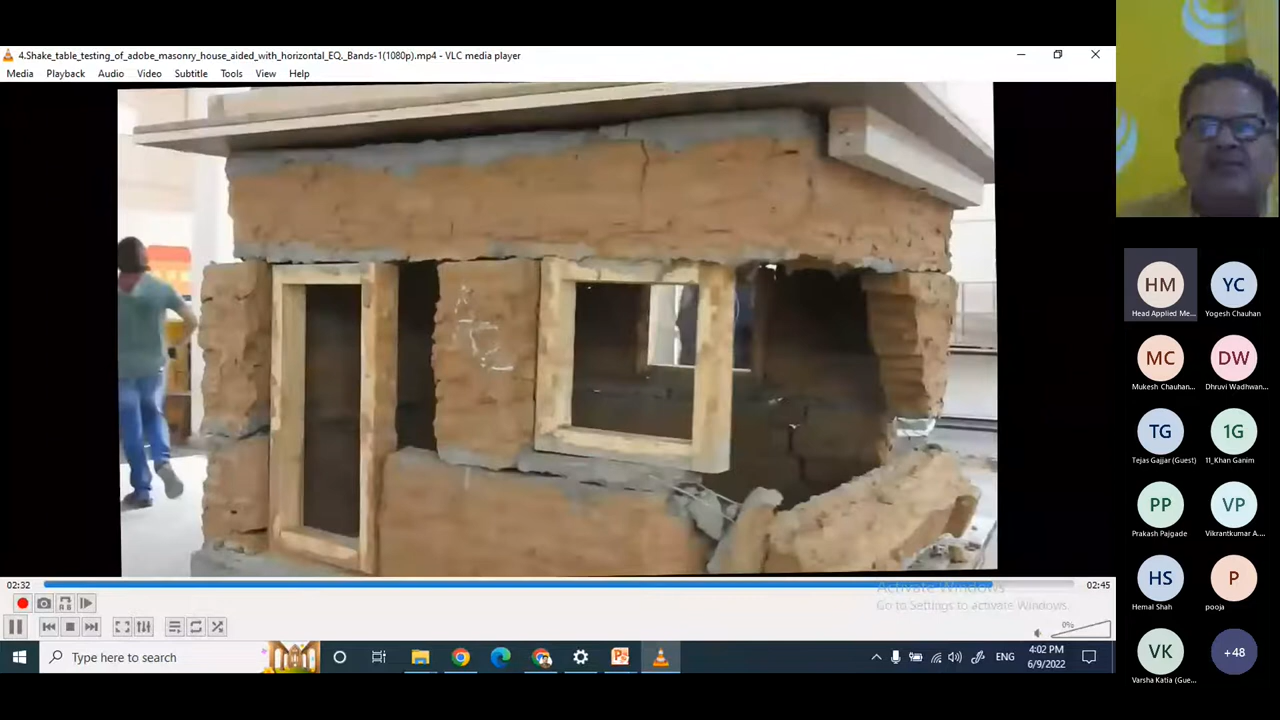 4.Shake_table_testing_of_adobe_masonry_house_aided_with_horizontal_EQ._Bands-1(1080p).mp4 - VLC media player
Media Playback Audio Video Subtitle Tools View Help
02:32
02:45
Activate Windows
Go to Settings to activate Windows.
0%
Type here to search
ENG
4:02 PM
6/9/2022
HM
Head Applied Me...
YC
Yogesh Chauhan
MC
Mukesh Chauhan...
DW
Dhruvi Wadhwan...
TG
Tejas Gajjar (Guest)
1G
11_Khan Ganim
PP
Prakash Pajgade
VP
Vikrantkumar A....
HS
Hemal Shah
P
pooja
VK
Varsha Katia (Gue...
+48